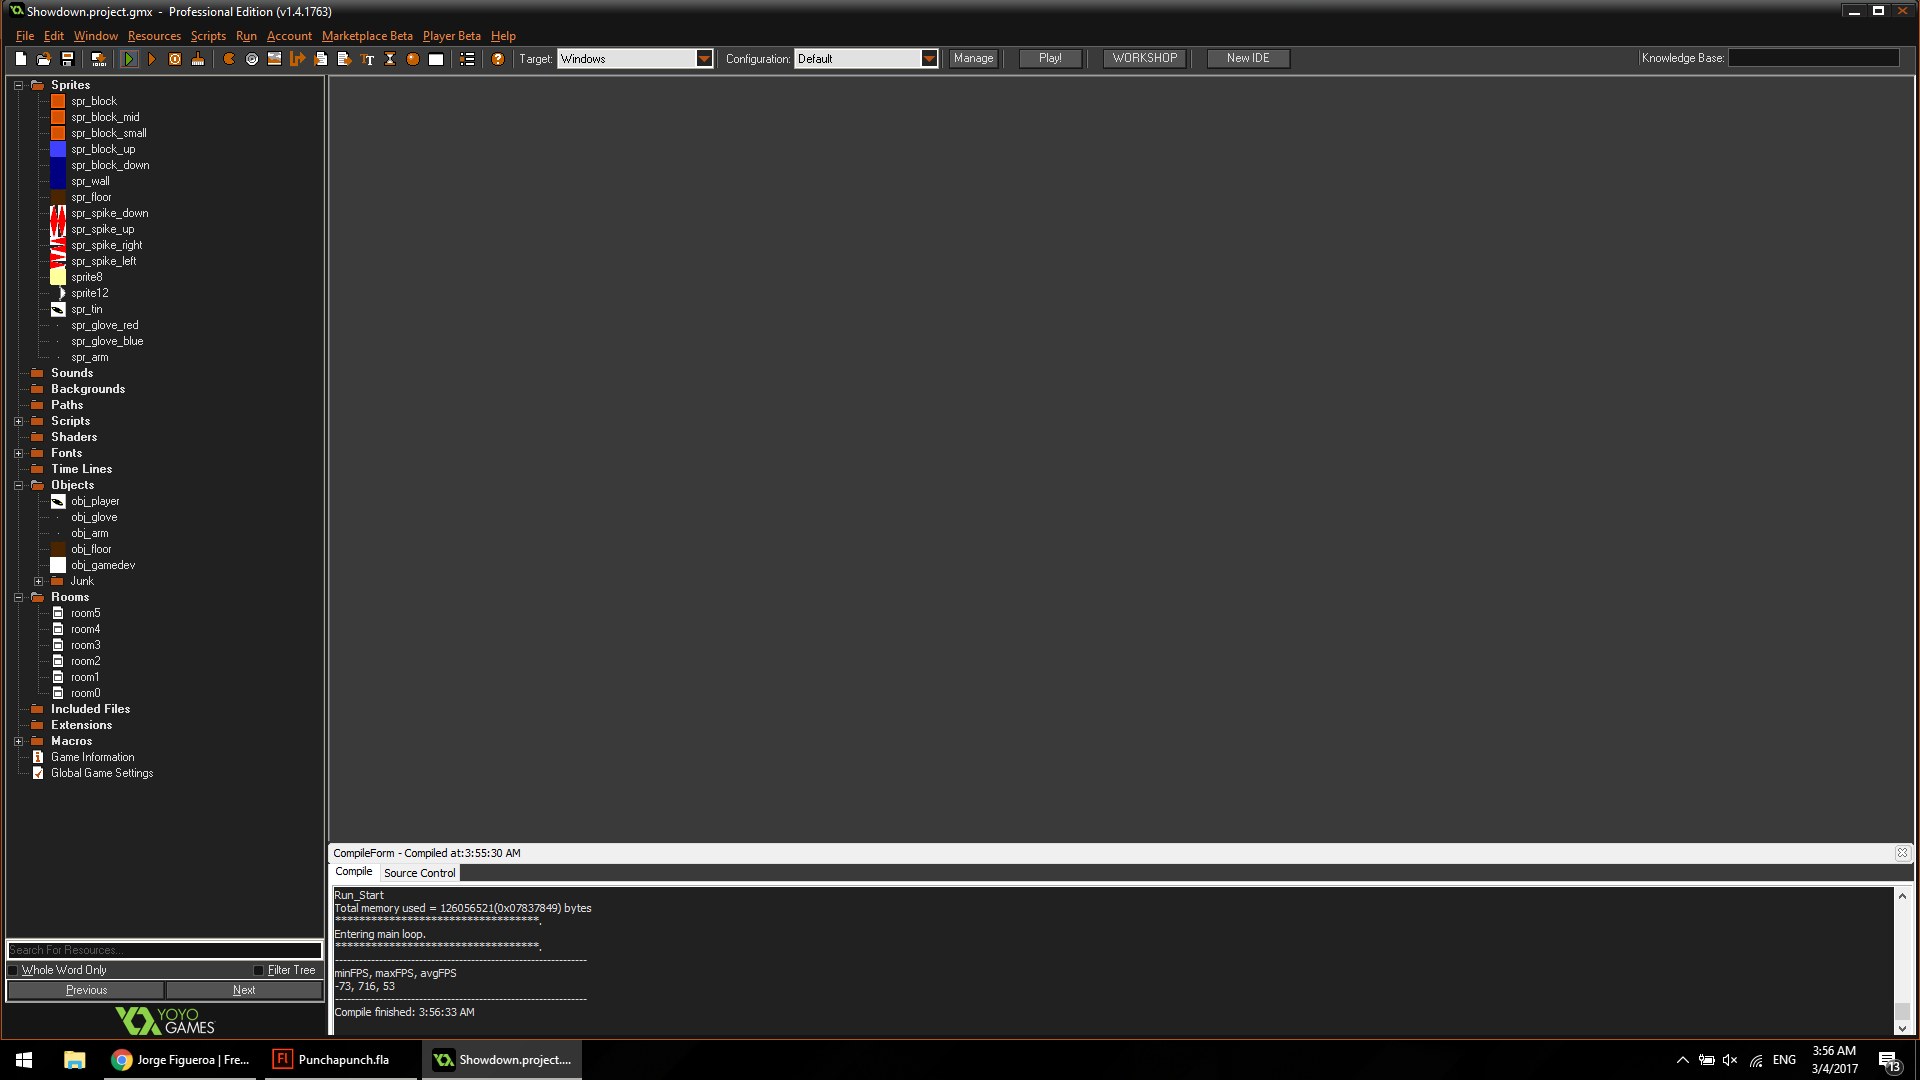 Showdown.project.gmx - Professional Edition (v1.4.1763)
File Edit Window Resources Scripts Run Account Marketplace Beta Player Beta Help
Target: Windows Configuration: Default Manage Play! WORKSHOP New IDE Knowledge Base:
Sprites
spr_block
spr_block_mid
spr_block_small
spr_block_up
spr_block_down
spr_wall
spr_floor
spr_spike_down
spr_spike_up
spr_spike_right
spr_spike_left
sprite8
sprite12
spr_tin
spr_glove_red
spr_glove_blue
spr_arm
Sounds
Backgrounds
Paths
Scripts
Shaders
Fonts
Time Lines
Objects
obj_player
obj_glove
obj_arm
obj_floor
obj_gamedev
Junk
Rooms
room5
room4
room3
room2
room1
room0
Included Files
Extensions
Macros
Game Information
Global Game Settings
Search For Resources...
Whole Word Only Filter Tree
Previous Next
YOYO
GAMES
CompileForm - Compiled at:3:55:30 AM
Compile Source Control
Run_Start
Total memory used = 126056521(0x07837849) bytes
**********************************.
Entering main loop.
**********************************.
---------------------------------------------------------------
minFPS, maxFPS, avgFPS
-73, 716, 53
---------------------------------------------------------------
Compile finished: 3:56:33 AM
Jorge Figueroa | Fre... Fl Punchapunch.fla Showdown.project.... ENG 3:56 AM
3/4/2017 13